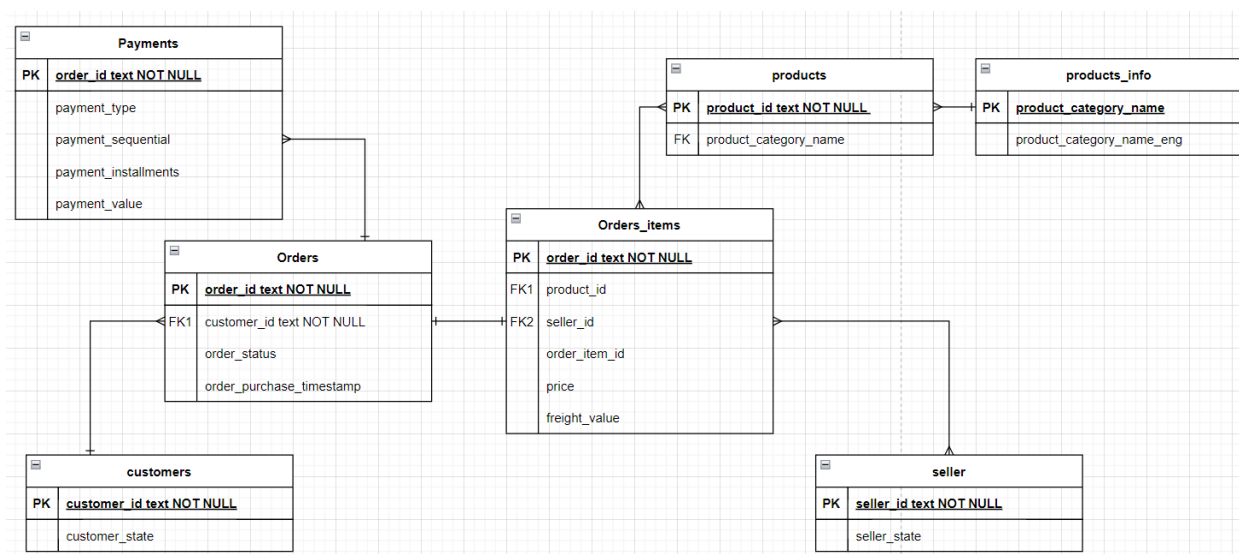 Payments
PK order_id text NOT NULL
payment_type
payment_sequential
payment_installments
payment_value
products
PK product_id text NOT NULL
FK product_category_name
products_info
PK product_category_name
product_category_name_eng
Orders
PK order_id text NOT NULL
FK1 customer_id text NOT NULL
order_status
order_purchase_timestamp
Orders_items
PK order_id text NOT NULL
FK1 product_id
FK2 seller_id
order_item_id
price
freight_value
customers
PK customer_id text NOT NULL
customer_state
seller
PK seller_id text NOT NULL
seller_state